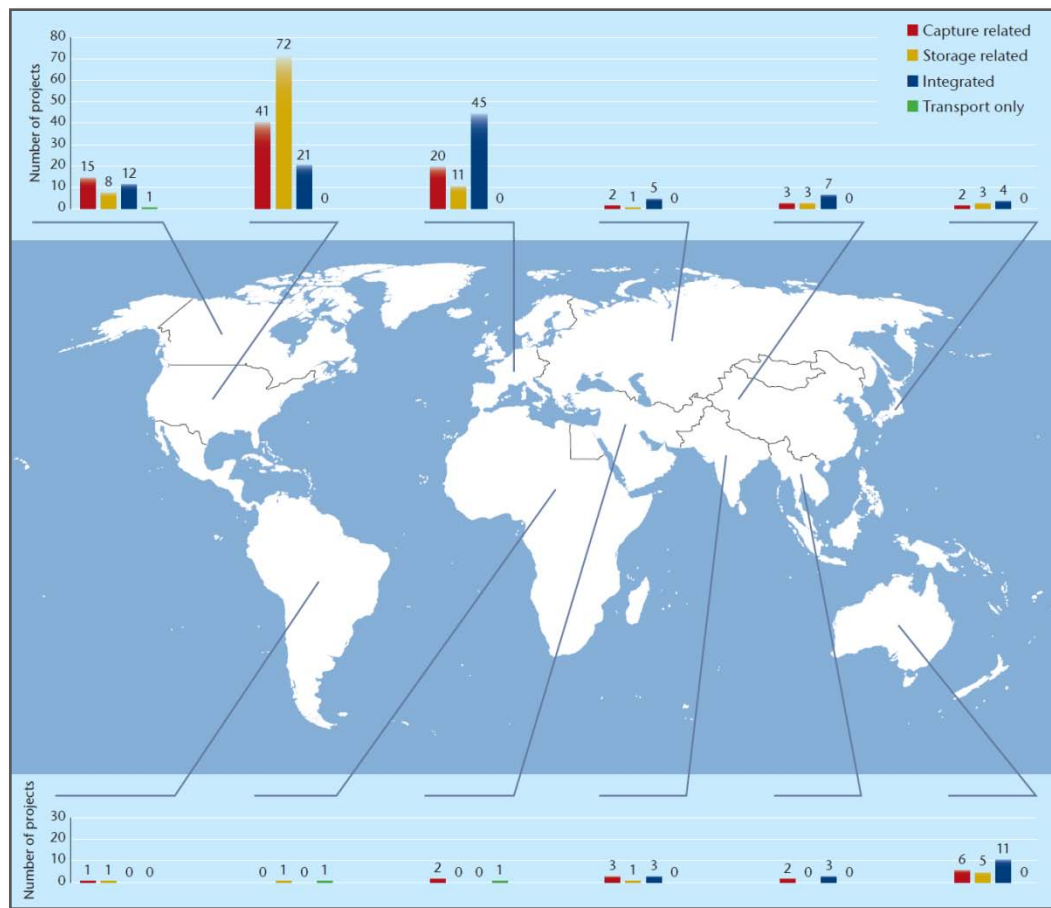 Number of projects
80
70
60
50
40
30
20
10
0
15 8 12 1
41 72 21 0
20 11 45 0
2 1 5 0
3 3 7 0
2 3 4 0
Capture related
Storage related
Integrated
Transport only
Number of projects
30
20
10
0
1 1 0 0
0 1 0 1
2 0 0 1
3 1 3 0
2 0 3 0
6 5 11 0